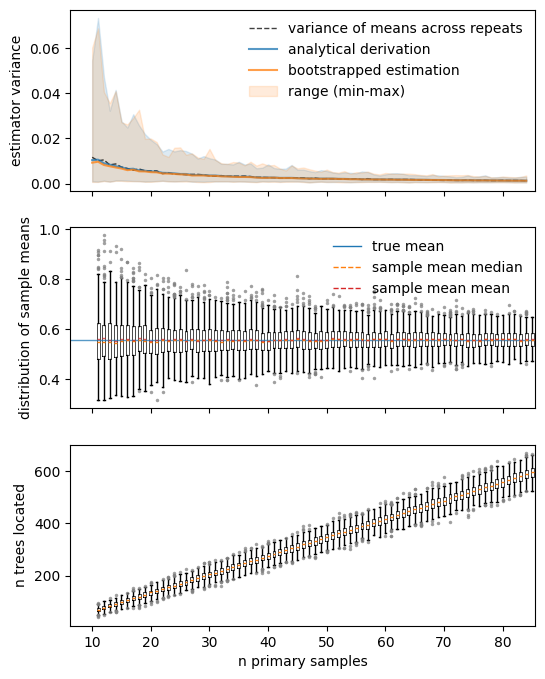 estimator variance
0.06
0.04
0.02
0.00
variance of means across repeats
analytical derivation
bootstrapped estimation
range (min-max)
distribution of sample means
1.0
0.8
0.6
0.4
true mean
sample mean median
sample mean mean
n trees located
600
400
200
10 20 30 40 50 60 70 80
n primary samples